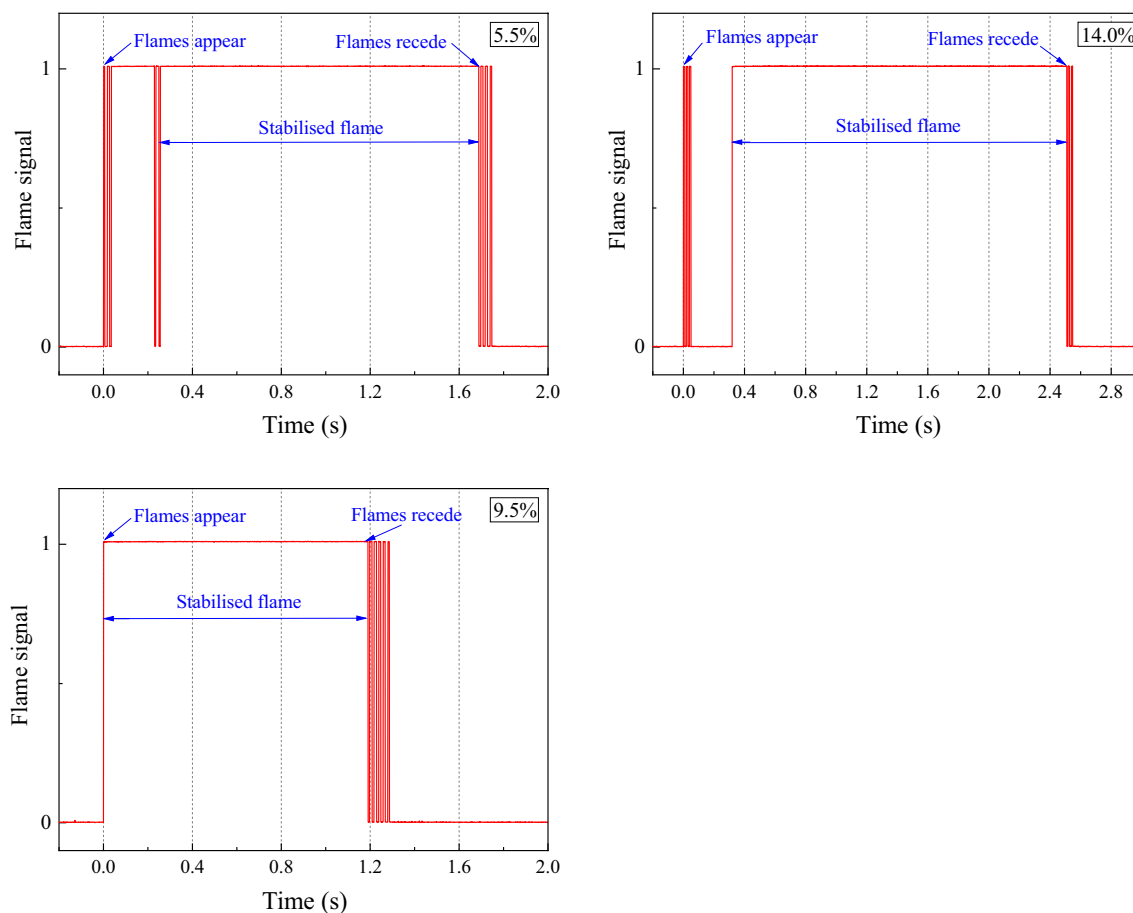 5.5%
Flames appear
Flames recede
1
Stabilised flame
Flame signal
0
0.0 0.4 0.8 1.2 1.6 2.0
Time (s)
14.0%
Flames appear
Flames recede
1
Stabilised flame
Flame signal
0
0.0 0.4 0.8 1.2 1.6 2.0 2.4 2.8
Time (s)
9.5%
Flames appear
Flames recede
1
Stabilised flame
Flame signal
0
0.0 0.4 0.8 1.2 1.6 2.0
Time (s)